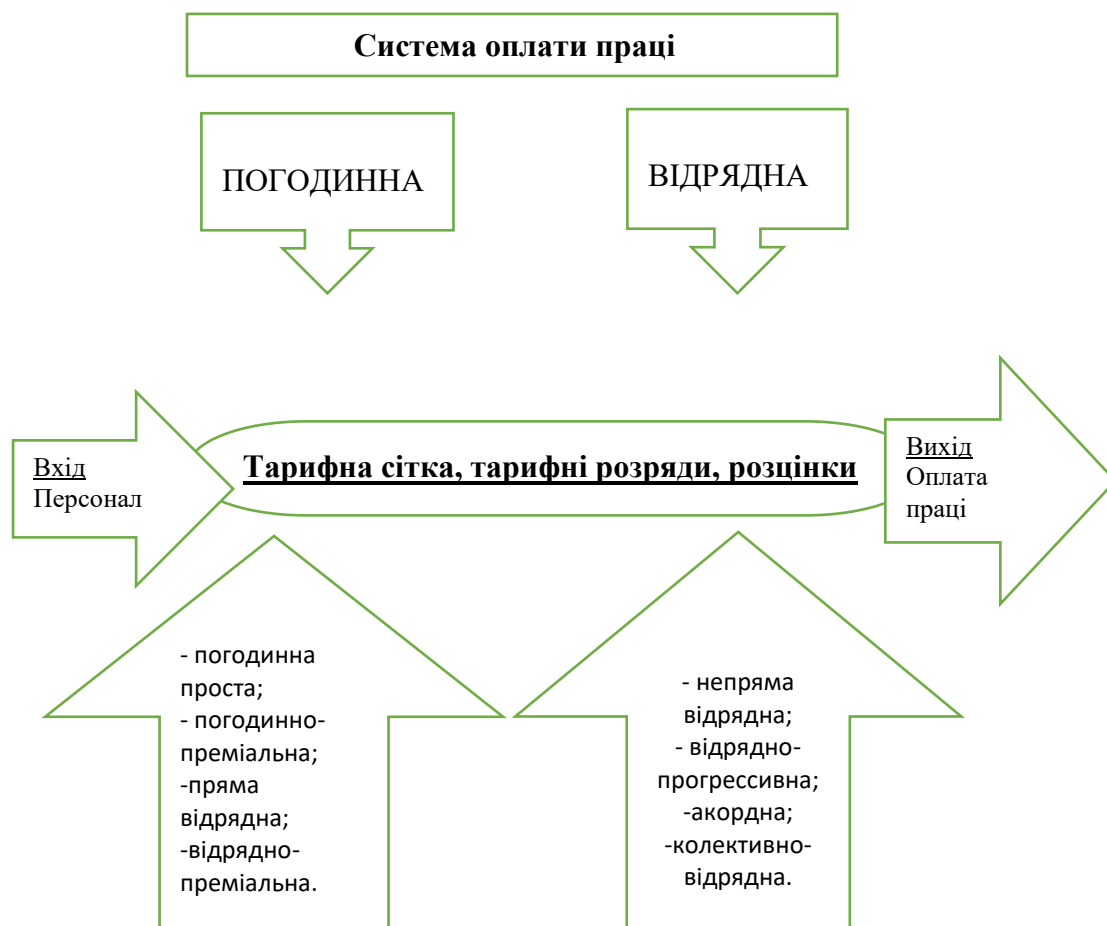 Система оплати праці
ПОГОДИННА
ВІДРЯДНА
Вхід
Персонал
Тарифна сітка, тарифні розряди, розцінки
Вихід
Оплата
праці
- погодинна
проста;
- погодинно-
преміальна;
-пряма
відрядна;
-відрядно-
преміальна.
- непряма
відрядна;
- відрядно-
прогрессивна;
-акордна;
-колективно-
відрядна.